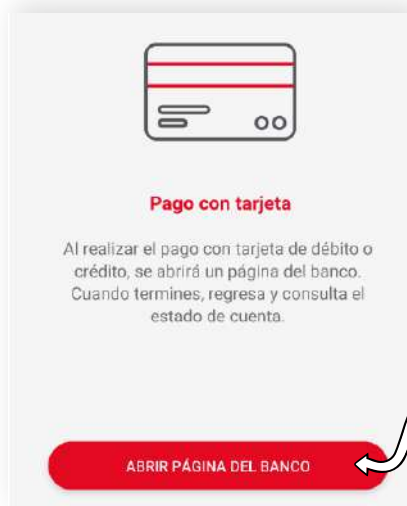 Pago con tarjeta
Al realizar el pago con tarjeta de débito o
crédito, se abrirá un página del banco.
Cuando termines, regresa y consulta el
estado de cuenta.
ABRIR PÁGINA DEL BANCO